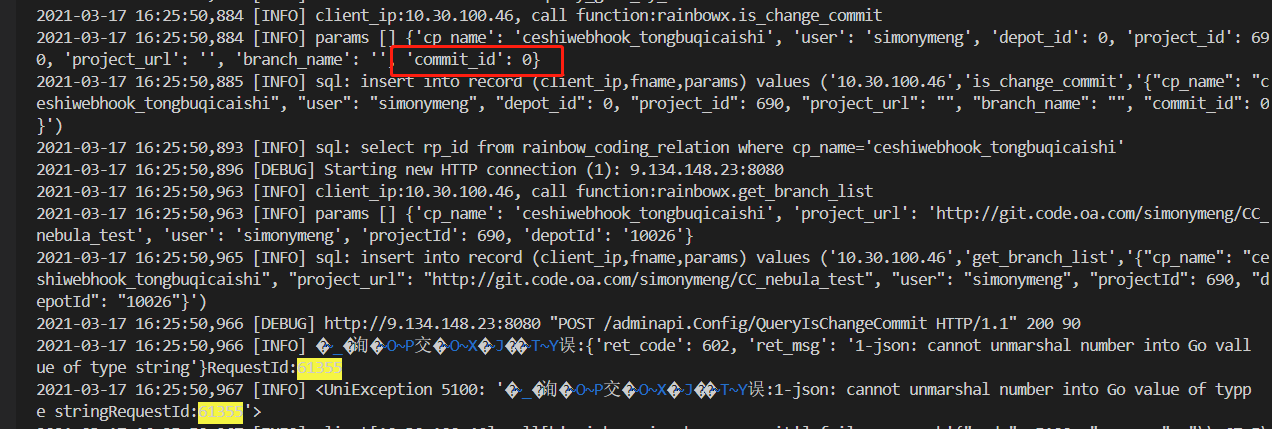 2021-03-17 16:25:50,884 [INFO] client_ip:10.30.100.46, call function:rainbowx.is_change_commit
2021-03-17 16:25:50,884 [INFO] params [] {'cp_name': 'ceshiwebhook_tongbuqicaishi', 'user': 'simonymeng', 'depot_id': 0, 'project_id': 69
0, 'project_url': '', 'branch_name': '', 'commit_id': 0}
2021-03-17 16:25:50,885 [INFO] sql: insert into record (client_ip,fname,params) values ('10.30.100.46','is_change_commit','{"cp_name": "c
eshiwebhook_tongbuqicaishi", "user": "simonymeng", "depot_id": 0, "project_id": 690, "project_url": "", "branch_name": "", "commit_id": 0
}')
2021-03-17 16:25:50,893 [INFO] sql: select rp_id from rainbow_coding_relation where cp_name='ceshiwebhook_tongbuqicaishi'
2021-03-17 16:25:50,896 [DEBUG] Starting new HTTP connection (1): 9.134.148.23:8080
2021-03-17 16:25:50,963 [INFO] client_ip:10.30.100.46, call function:rainbowx.get_branch_list
2021-03-17 16:25:50,963 [INFO] params [] {'cp_name': 'ceshiwebhook_tongbuqicaishi', 'project_url': 'http://git.code.oa.com/simonymeng/CC_
nebula_test', 'user': 'simonymeng', 'projectId': 690, 'depotId': '10026'}
2021-03-17 16:25:50,965 [INFO] sql: insert into record (client_ip,fname,params) values ('10.30.100.46','get_branch_list','{"cp_name": "ce
shiwebhook_tongbuqicaishi", "project_url": "http://git.code.oa.com/simonymeng/CC_nebula_test", "user": "simonymeng", "projectId": 690, "d
epotId": "10026"}')
2021-03-17 16:25:50,966 [DEBUG] http://9.134.148.23:8080 "POST /adminapi.Config/QueryIsChangeCommit HTTP/1.1" 200 90
2021-03-17 16:25:50,966 [INFO] ~O~P交 ~O~X ~J ~T~Y误:{'ret_code': 602, 'ret_msg': '1-json: cannot unmarshal number into Go vall
ue of type string'}RequestId:61355
2021-03-17 16:25:50,967 [INFO] <UniException 5100: ' ~O~P交 ~O~X ~J ~T~Y误:1-json: cannot unmarshal number into Go value of typp
e stringRequestId:61355'>